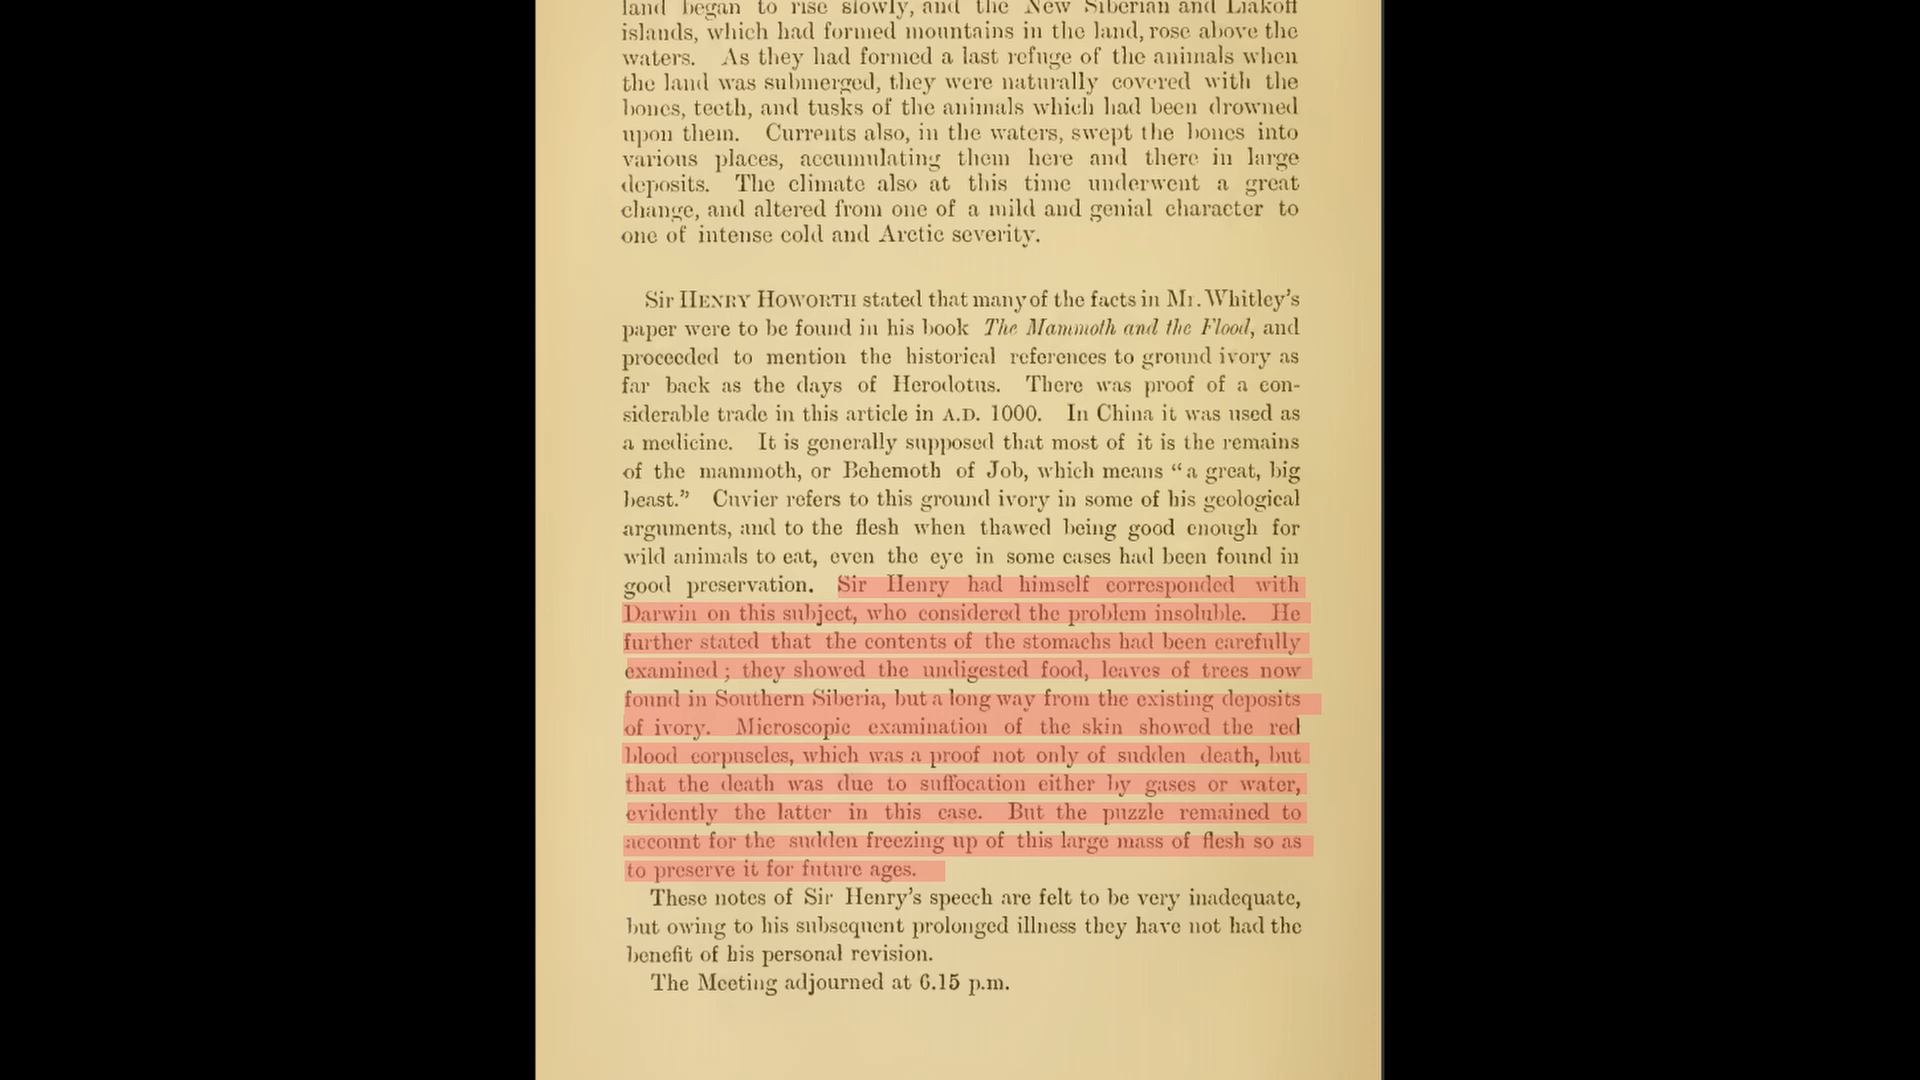 land began to rise slowly, and the New Siberian and Liakoff
islands, which had formed mountains in the land, rose above the
waters. As they had formed a last refuge of the animals when
the land was submerged, they were naturally covered with the
bones, teeth, and tusks of the animals which had been drowned
upon them. Currents also, in the waters, swept the bones into
various places, accumulating them here and there in large
deposits. The climate also at this time underwent a great
change, and altered from one of a mild and genial character to
one of intense cold and Arctic severity.
Sir HENRY HOWORTH stated that many of the facts in Mr. Whitley's
paper were to be found in his book The Mammoth and the Flood, and
proceeded to mention the historical references to ground ivory as
far back as the days of Herodotus. There was proof of a con-
siderable trade in this article in A.D. 1000. In China it was used as
a medicine. It is generally supposed that most of it is the remains
of the mammoth, or Behemoth of Job, which means "a great, big
beast." Cuvier refers to this ground ivory in some of his geological
arguments, and to the flesh when thawed being good enough for
wild animals to eat, even the eye in some cases had been found in
good preservation. Sir Henry had himself corresponded with
Darwin on this subject, who considered the problem insoluble. He
further stated that the contents of the stomachs had been carefully
examined; they showed the undigested food, leaves of trees now
found in Southern Siberia, but a long way from the existing deposits
of ivory. Microscopic examination of the skin showed the red
blood corpuscles, which was a proof not only of sudden death, but
that the death was due to suffocation either by gases or water,
evidently the latter in this case. But the puzzle remained to
account for the sudden freezing up of this large mass of flesh so as
to preserve it for future ages.
These notes of Sir Henry's speech are felt to be very inadequate,
but owing to his subsequent prolonged illness they have not had the
benefit of his personal revision.
The Meeting adjourned at 6.15 p.m.